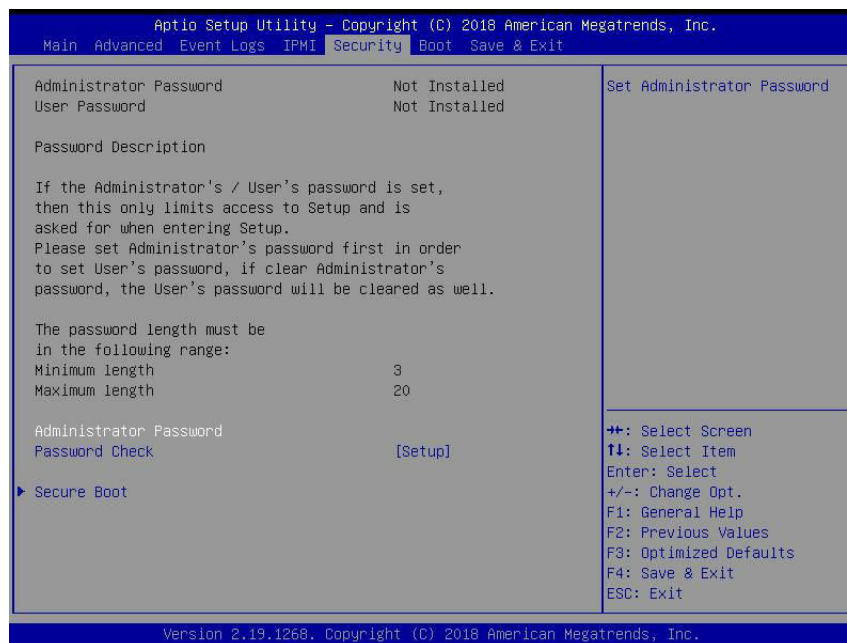 Aptio Setup Utility – Copyright (C) 2018 American Megatrends, Inc.
Main Advanced Event Logs IPMI Security Boot Save & Exit
Administrator Password Not Installed
User Password Not Installed
Password Description
If the Administrator's / User's password is set,
then this only limits access to Setup and is
asked for when entering Setup.
Please set Administrator's password first in order
to set User's password, if clear Administrator's
password, the User's password will be cleared as well.
The password length must be
in the following range:
Minimum length 3
Maximum length 20
Administrator Password
Password Check [Setup]
Secure Boot
Set Administrator Password
→←: Select Screen
↑↓: Select Item
Enter: Select
+/-: Change Opt.
F1: General Help
F2: Previous Values
F3: Optimized Defaults
F4: Save & Exit
ESC: Exit
Version 2.19.1268. Copyright (C) 2018 American Megatrends, Inc.